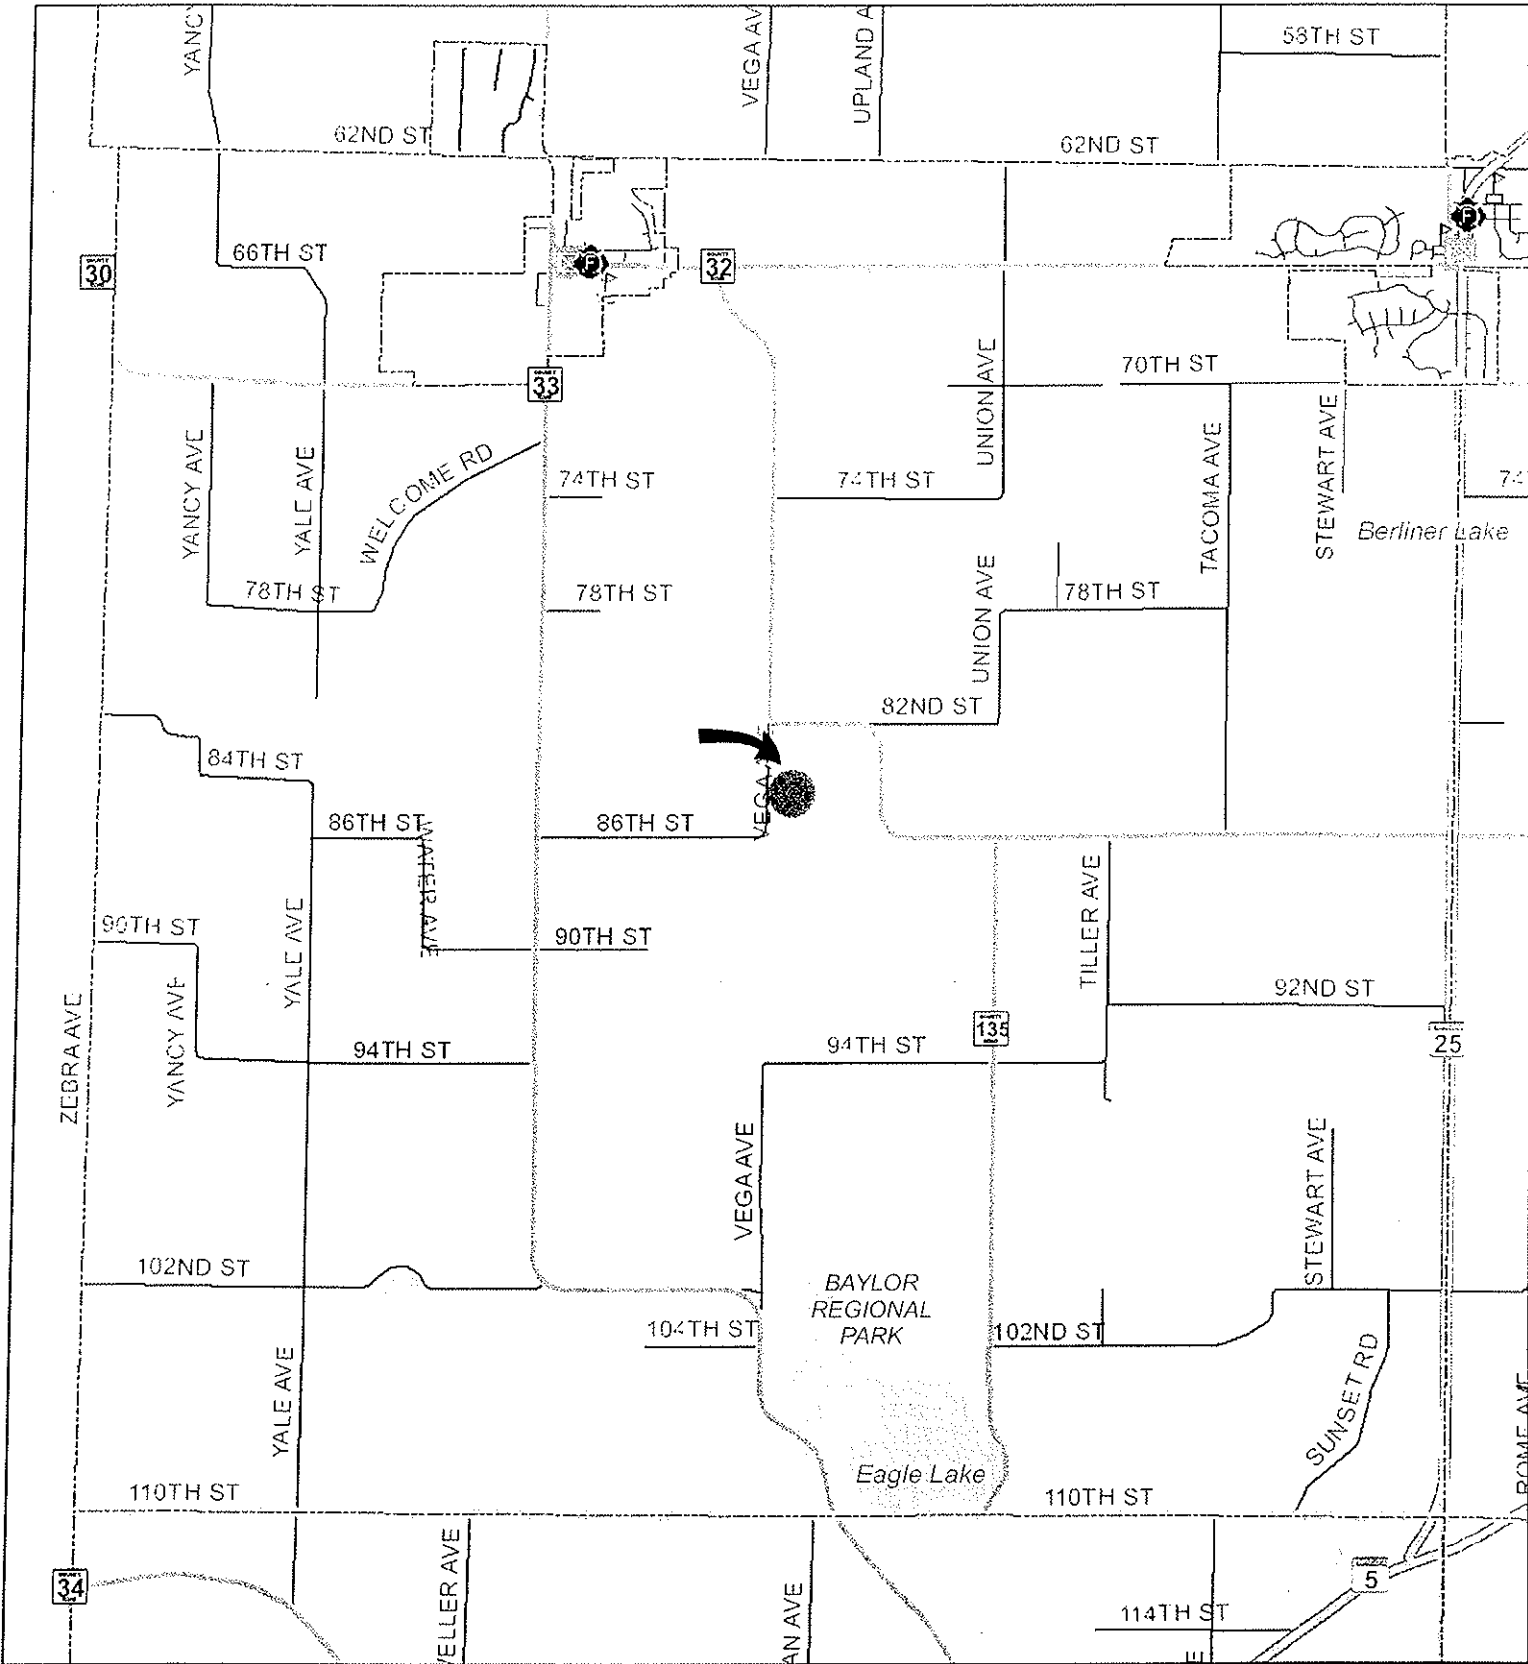 YANC
VEGA AV
UPLAND A
58TH ST
62ND ST
62ND ST
F
F
30
66TH ST
32
33
UNION AVE
70TH ST
YANCY AVE
YALE AVE
WELCOME RD
74TH ST
74TH ST
TACOMA AVE
STEWART AVE
74
Berliner Lake
78TH ST
78TH ST
UNION AVE
78TH ST
82ND ST
84TH ST
VEGA
86TH ST
86TH ST
90TH ST
YALE AVE
90TH ST
TILLER AVE
92ND ST
ZEBRA AVE
YANCY AVE
94TH ST
94TH ST
COUNTY
135
25
VEGA AVE
STEWART AVE
102ND ST
BAYLOR
REGIONAL
PARK
104TH ST
102ND ST
YALE AVE
SUNSET RD
ROME AVE
Eagle Lake
110TH ST
110TH ST
34
ELLER AVE
AN AVE
5
114TH ST
E